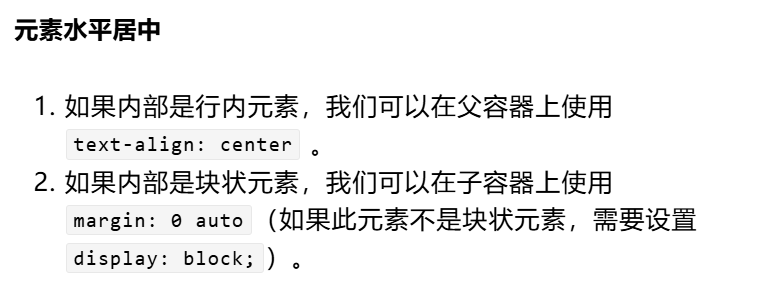 元素水平居中
1. 如果内部是行内元素，我们可以在父容器上使用
text-align: center 。
2. 如果内部是块状元素，我们可以在子容器上使用
margin: 0 auto（如果此元素不是块状元素，需要设置
display: block;）。